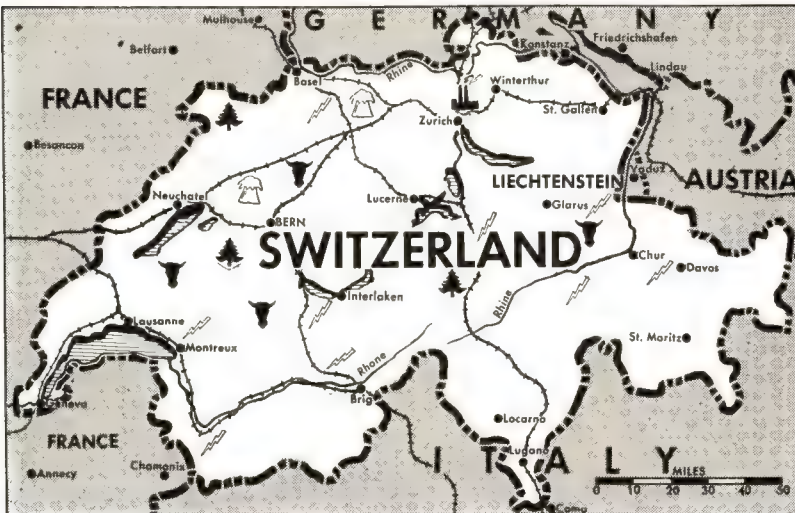 GERMANY
Mulhouse
Friedrichshafen
Konstanz
Belfort
Lindau
Rhine
Basel
Winterthur
FRANCE
St. Gallen
Zurich
Besancon
LIECHTENSTEIN
Vaduz
AUSTRIA
Neuchatel
Lucerne
Glarus
BERN
SWITZERLAND
Chur
Davos
Interlaken
Rhine
Lausanne
St. Moritz
Montreux
Rhone
Brig
Geneva
Locarno
FRANCE
Lugano
ITALY
Chamonix
Annecy
MILES
0 10 20 30 40 50
Como